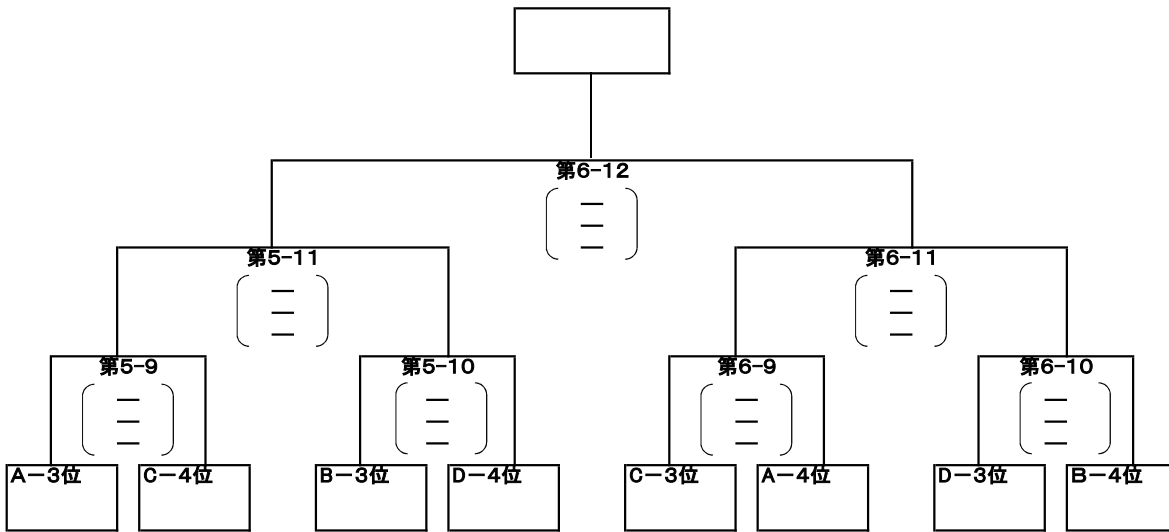 第6-12
第5-11
第6-11
第5-9
第5-10
第6-9
第6-10
A－3位
C－4位
B－3位
D－4位
C－3位
A－4位
D－3位
B－4位